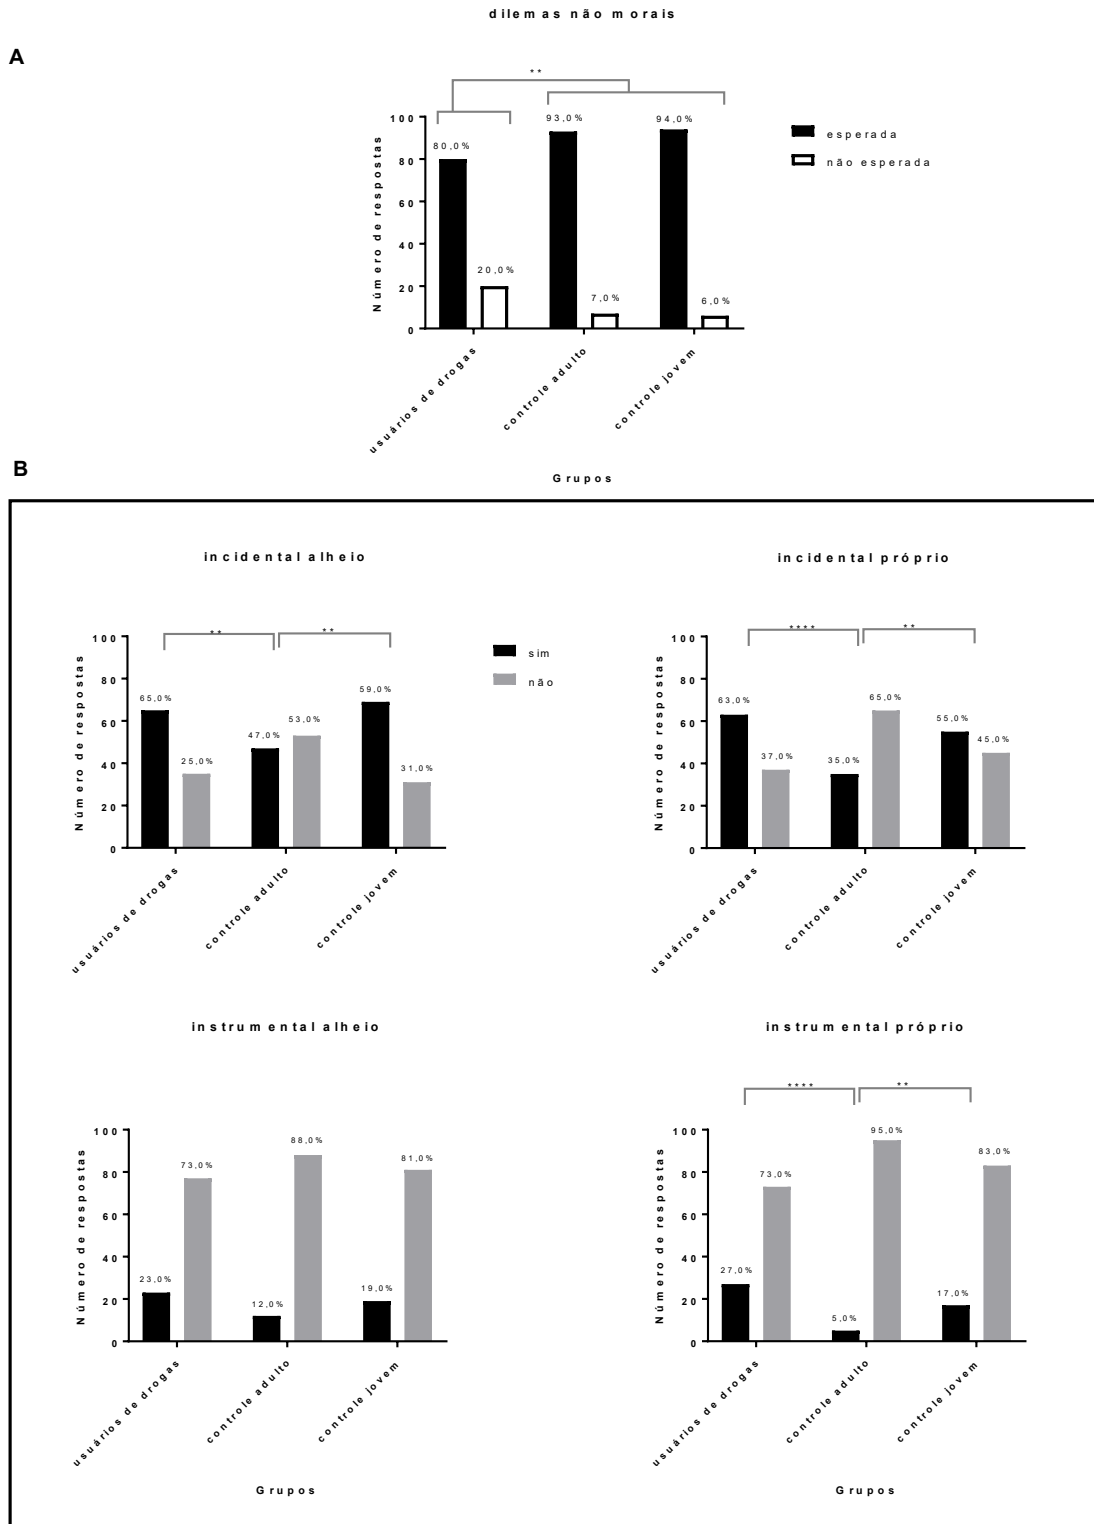 dilemas não morais
A
**
100
80
60
40
20
0
Número de respostas
80,0%
20,0%
93,0%
7,0%
94,0%
6,0%
esperada
não esperada
usuários de drogas
controle adulto
controle jovem
Grupos
B
incidental alheio
**
**
100
80
60
40
20
0
Número de respostas
65,0%
25,0%
47,0%
53,0%
59,0%
31,0%
sim
não
usuários de drogas
controle adulto
controle jovem
incidental próprio
****
**
100
80
60
40
20
0
Número de respostas
63,0%
37,0%
35,0%
65,0%
55,0%
45,0%
usuários de drogas
controle adulto
controle jovem
instrumental alheio
100
80
60
40
20
0
Número de respostas
23,0%
73,0%
12,0%
88,0%
19,0%
81,0%
usuários de drogas
controle adulto
controle jovem
Grupos
instrumental próprio
****
**
100
80
60
40
20
0
Número de respostas
27,0%
73,0%
5,0%
95,0%
17,0%
83,0%
usuários de drogas
controle adulto
controle jovem
Grupos